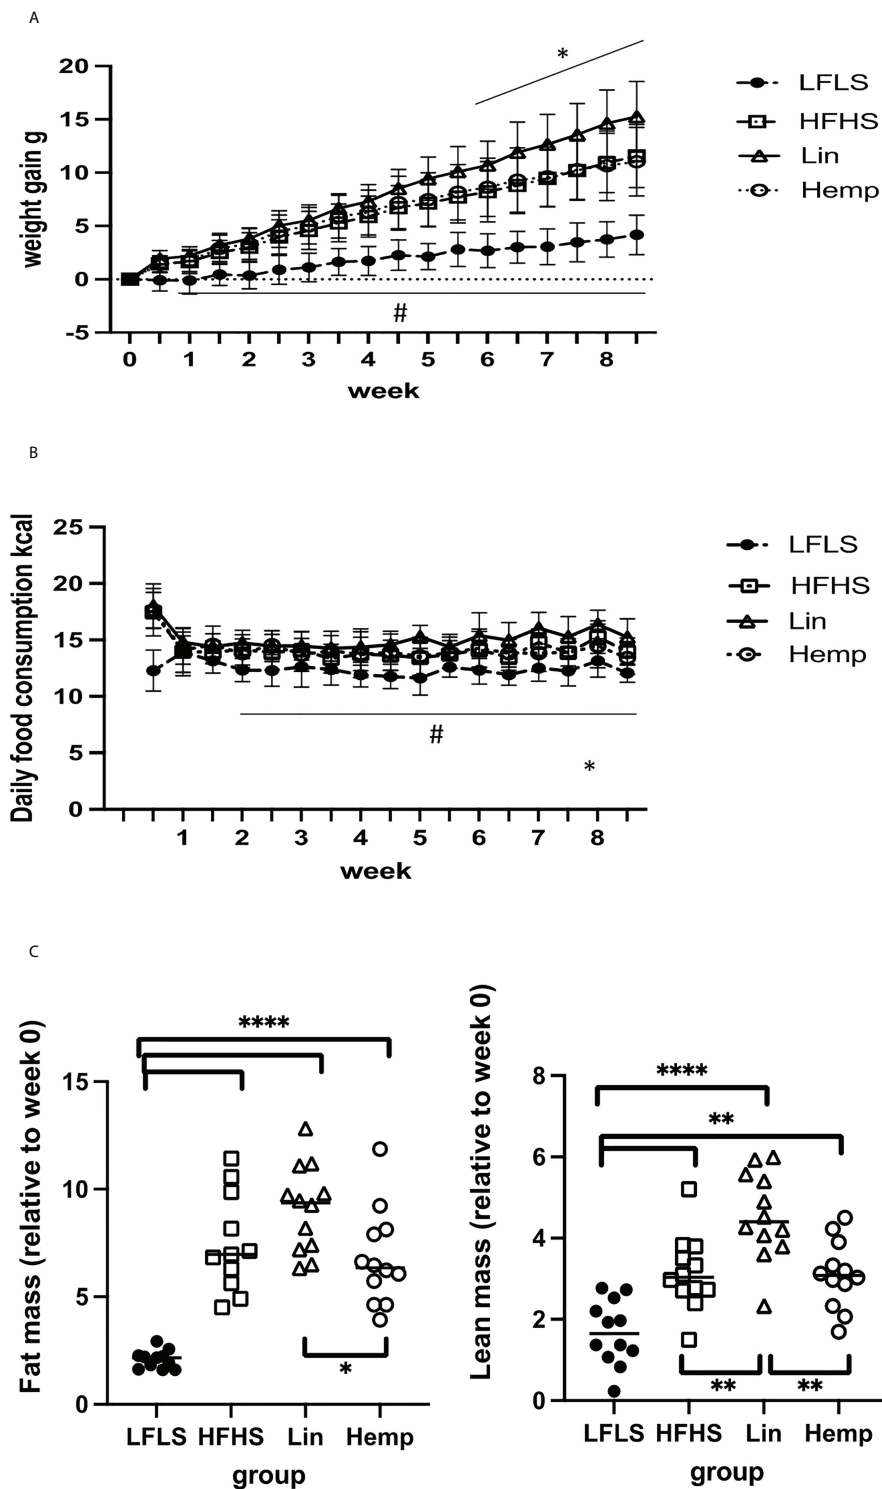 A
weight gain g
20
15
10
5
0
-5
*
#
0 1 2 3 4 5 6 7 8
week
LFLS
HFHS
Lin
Hemp
B
Daily food consumption kcal
25
20
15
10
5
0
#
*
1 2 3 4 5 6 7 8
week
LFLS
HFHS
Lin
Hemp
C
Fat mass (relative to week 0)
15
10
5
0
****
*
LFLS HFHS Lin Hemp
group
Lean mass (relative to week 0)
8
6
4
2
0
****
**
** **
LFLS HFHS Lin Hemp
group